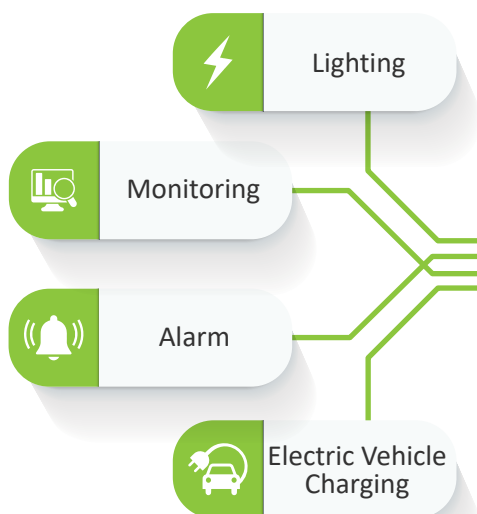 Lighting
Monitoring
Alarm
Electric Vehicle
Charging